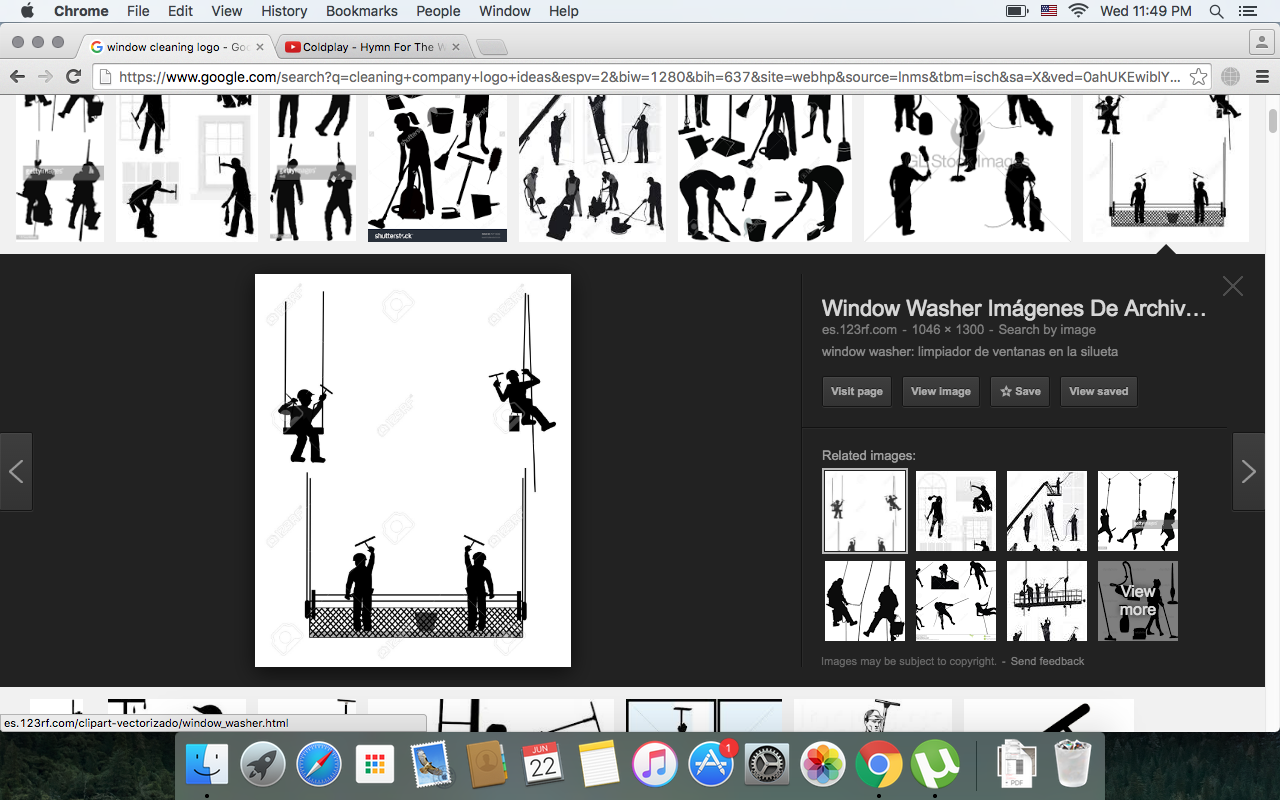 Chrome File Edit View History Bookmarks People Window Help Wed 11:49 PM
window cleaning logo - Goo
Coldplay - Hymn For The W
https://www.google.com/search?q=cleaning+company+logo+ideas&espv=2&biw=1280&bih=637&site=webhp&source=lnms&tbm=isch&sa=X&ved=0ahUKEwiblY...
gettyimages
gettyimages
shutterstock
GL Stock Images
Window Washer Imágenes De Archiv...
es.123rf.com - 1046 × 1300 - Search by image
window washer: limpiador de ventanas en la silueta
Visit page View image Save View saved
Related images:
View
more
Images may be subject to copyright. - Send feedback
es.123rf.com/clipart-vectorizado/window_washer.html
JUN
22
1
PDF